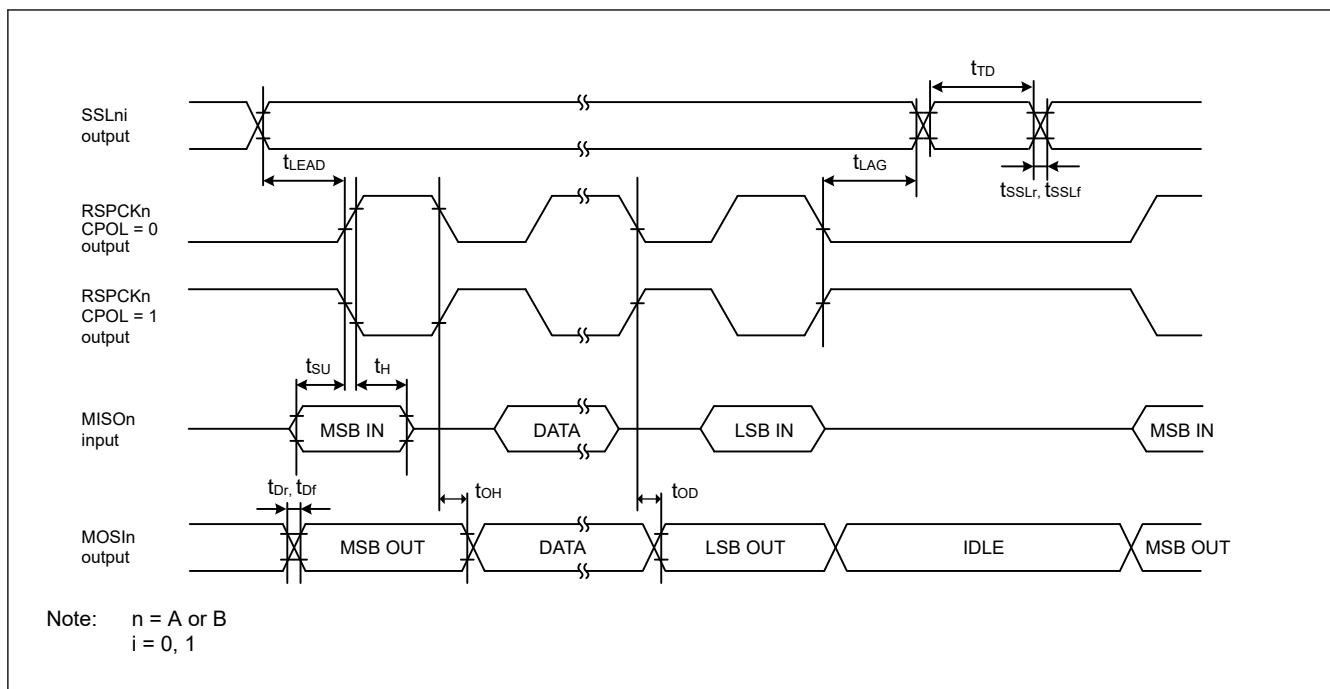 tTD
SSLni
output
tLEAD
tLAG
tSSLr, tSSLf
RSPCKn
CPOL = 0
output
RSPCKn
CPOL = 1
output
tSU
tH
MISOn
input
MSB IN
DATA
LSB IN
MSB IN
tDr, tDf
tOH
tOD
MOSIn
output
MSB OUT
DATA
LSB OUT
IDLE
MSB OUT
Note: n = A or B
i = 0, 1